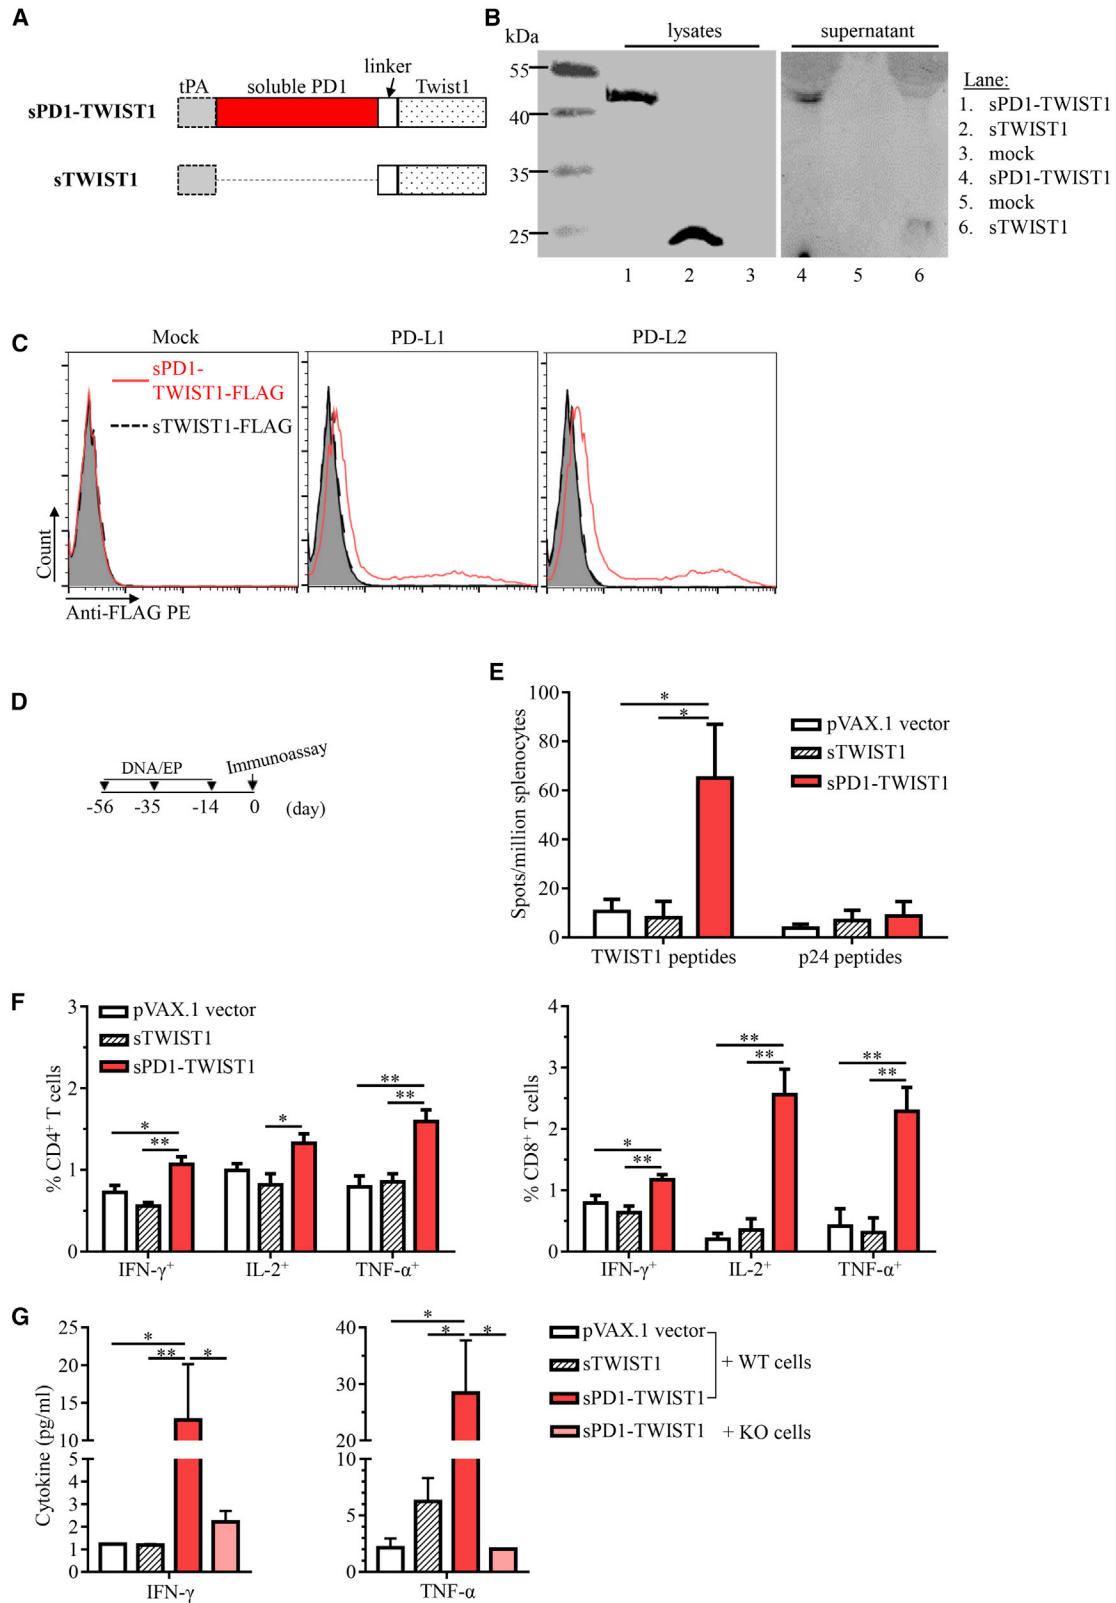 A
tPA
soluble PD1
linker
Twist1
sPD1-TWIST1
sTWIST1
B
kDa
lysates
supernatant
55
40
35
25
1 2 3 4 5 6
Lane:
1. sPD1-TWIST1
2. sTWIST1
3. mock
4. sPD1-TWIST1
5. mock
6. sTWIST1
C
Mock
PD-L1
PD-L2
sPD1-
TWIST1-FLAG
sTWIST1-FLAG
Count
Anti-FLAG PE
D
DNA/EP
Immunoassay
-56 -35 -14 0 (day)
E
Spots/million splenocytes
100
80
60
40
20
0
* 
*
pVAX.1 vector
sTWIST1
sPD1-TWIST1
TWIST1 peptides
p24 peptides
F
% CD4+ T cells
3
2
1
0
pVAX.1 vector
sTWIST1
sPD1-TWIST1
*
**
*
**
**
IFN-γ+ IL-2+ TNF-α+
% CD8+ T cells
4
3
2
1
0
*
**
**
**
**
**
IFN-γ+ IL-2+ TNF-α+
G
Cytokine (pg/ml)
25
20
15
10
5
4
3
2
1
0
*
** *
IFN-γ
40
30
20
10
5
0
*
* *
TNF-α
pVAX.1 vector
sTWIST1
+ WT cells
sPD1-TWIST1
sPD1-TWIST1 + KO cells